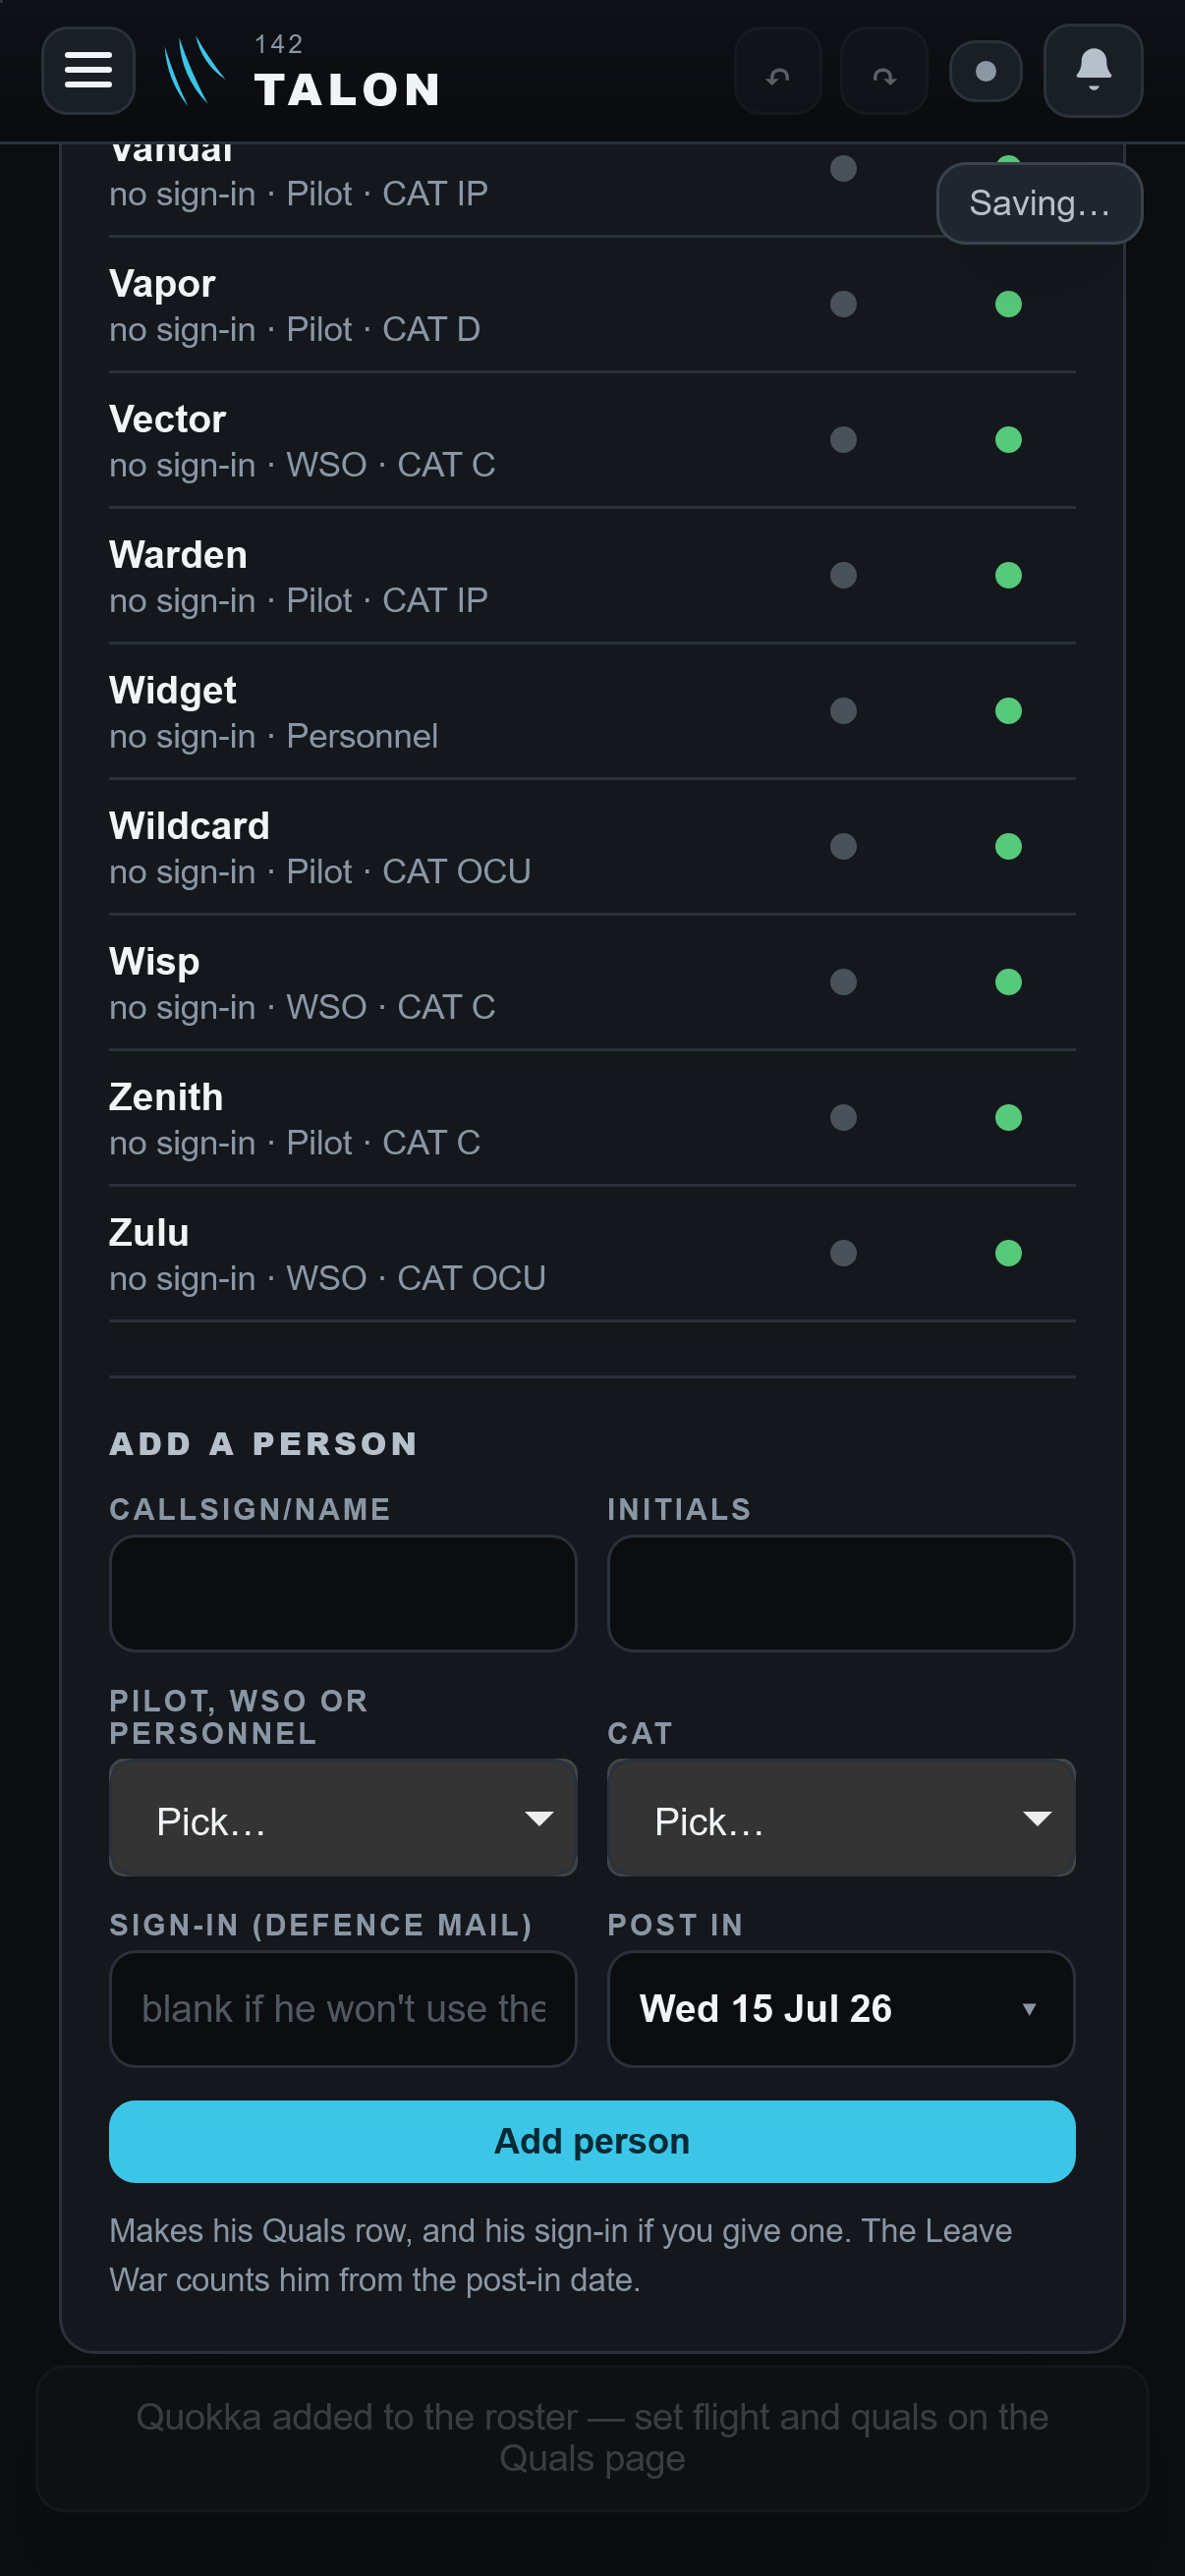 142
TALON
Vandal
no sign-in · Pilot · CAT IP
Saving…
Vapor
no sign-in · Pilot · CAT D
Vector
no sign-in · WSO · CAT C
Warden
no sign-in · Pilot · CAT IP
Widget
no sign-in · Personnel
Wildcard
no sign-in · Pilot · CAT OCU
Wisp
no sign-in · WSO · CAT C
Zenith
no sign-in · Pilot · CAT C
Zulu
no sign-in · WSO · CAT OCU
ADD A PERSON
CALLSIGN/NAME INITIALS
PILOT, WSO OR
PERSONNEL CAT
Pick… Pick…
SIGN-IN (DEFENCE MAIL) POST IN
blank if he won't use the Wed 15 Jul 26
Add person
Makes his Quals row, and his sign-in if you give one. The Leave
War counts him from the post-in date.
Quokka added to the roster — set flight and quals on the
Quals page